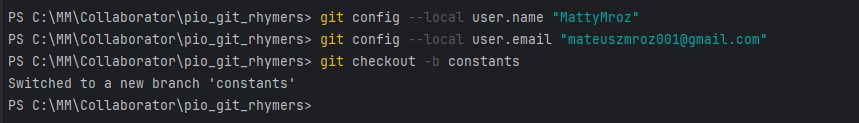 PS C:\MM\Collaborator\pio_git_rhymers> git config --local user.name "MattyMroz"
PS C:\MM\Collaborator\pio_git_rhymers> git config --local user.email "mateuszmroz001@gmail.com"
PS C:\MM\Collaborator\pio_git_rhymers> git checkout -b constants
Switched to a new branch 'constants'
PS C:\MM\Collaborator\pio_git_rhymers>